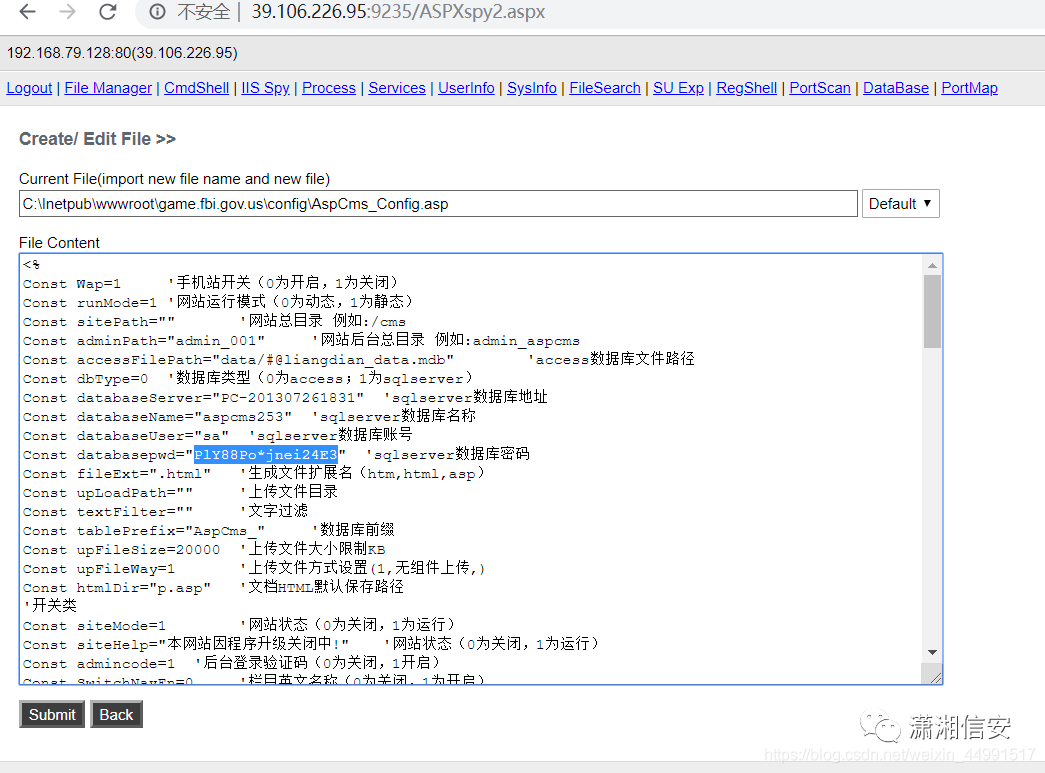 不安全 | 39.106.226.95:9235/ASPXspy2.aspx
192.168.79.128:80(39.106.226.95)
Logout | File Manager | CmdShell | IIS Spy | Process | Services | UserInfo | SysInfo | FileSearch | SU Exp | RegShell | PortScan | DataBase | PortMap
Create/ Edit File >>
Current File(import new file name and new file)
C:\Inetpub\wwwroot\game.fbi.gov.us\config\AspCms_Config.asp
Default
File Content
<%
Const Wap=1 '手机站开关（0为开启，1为关闭）
Const runMode=1 '网站运行模式（0为动态，1为静态）
Const sitePath="" '网站总目录 例如:/cms
Const adminPath="admin_001" '网站后台总目录 例如:admin_aspcms
Const accessFilePath="data/#@liangdian_data.mdb" 'access数据库文件路径
Const dbType=0 '数据库类型（0为access；1为sqlserver）
Const databaseServer="PC-201307261831" 'sqlserver数据库地址
Const databaseName="aspcms253" 'sqlserver数据库名称
Const databaseUser="sa" 'sqlserver数据库账号
Const databasepwd="PlY88Po*jnei24E3" 'sqlserver数据库密码
Const fileExt=".html" '生成文件扩展名（htm,html,asp）
Const upLoadPath="" '上传文件目录
Const textFilter="" '文字过滤
Const tablePrefix="AspCms_" '数据库前缀
Const upFileSize=20000 '上传文件大小限制KB
Const upFileWay=1 '上传文件方式设置(1,无组件上传,)
Const htmlDir="p.asp" '文档HTML默认保存路径
'开关类
Const siteMode=1 '网站状态（0为关闭，1为运行）
Const siteHelp="本网站因程序升级关闭中!" '网站状态（0为关闭，1为运行）
Const admincode=1 '后台登录验证码（0为关闭，1开启）
Const SwitchNavEn=0 '栏目英文名称（0为关闭，1为开启）
Submit Back
潇湘信安
https://blog.csdn.net/weixin_44991517